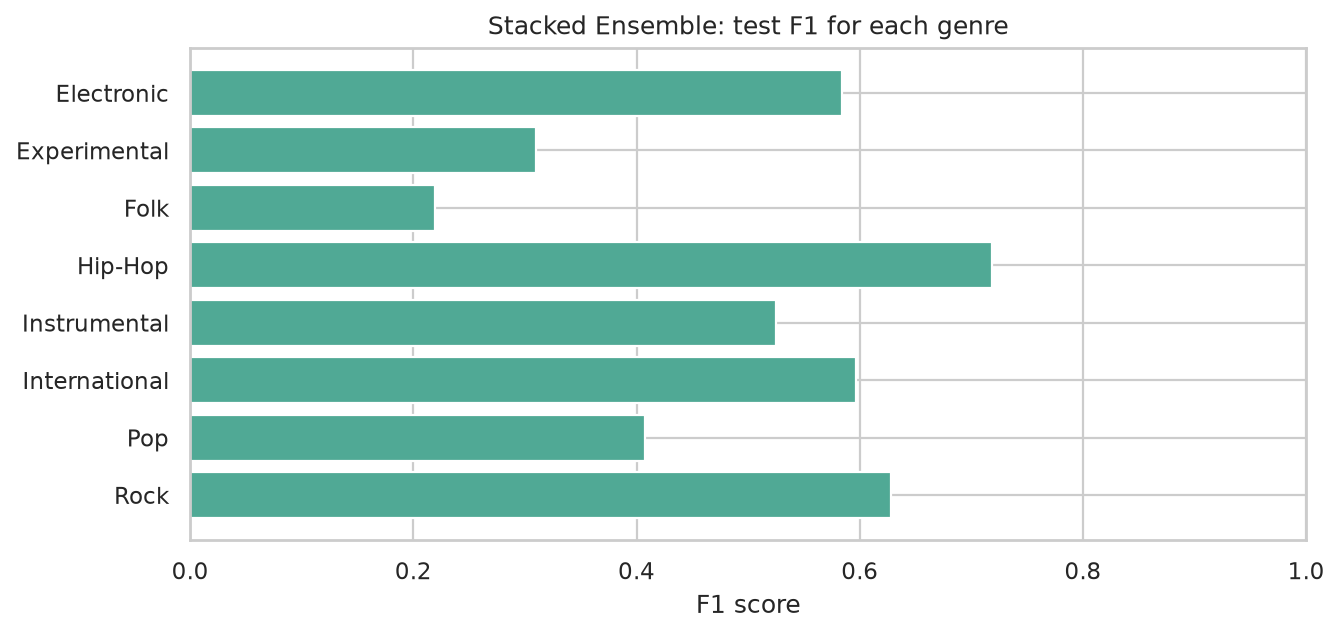 Stacked Ensemble: test F1 for each genre
Electronic
Experimental
Folk
Hip-Hop
Instrumental
International
Pop
Rock
0.0 0.2 0.4 0.6 0.8 1.0
F1 score